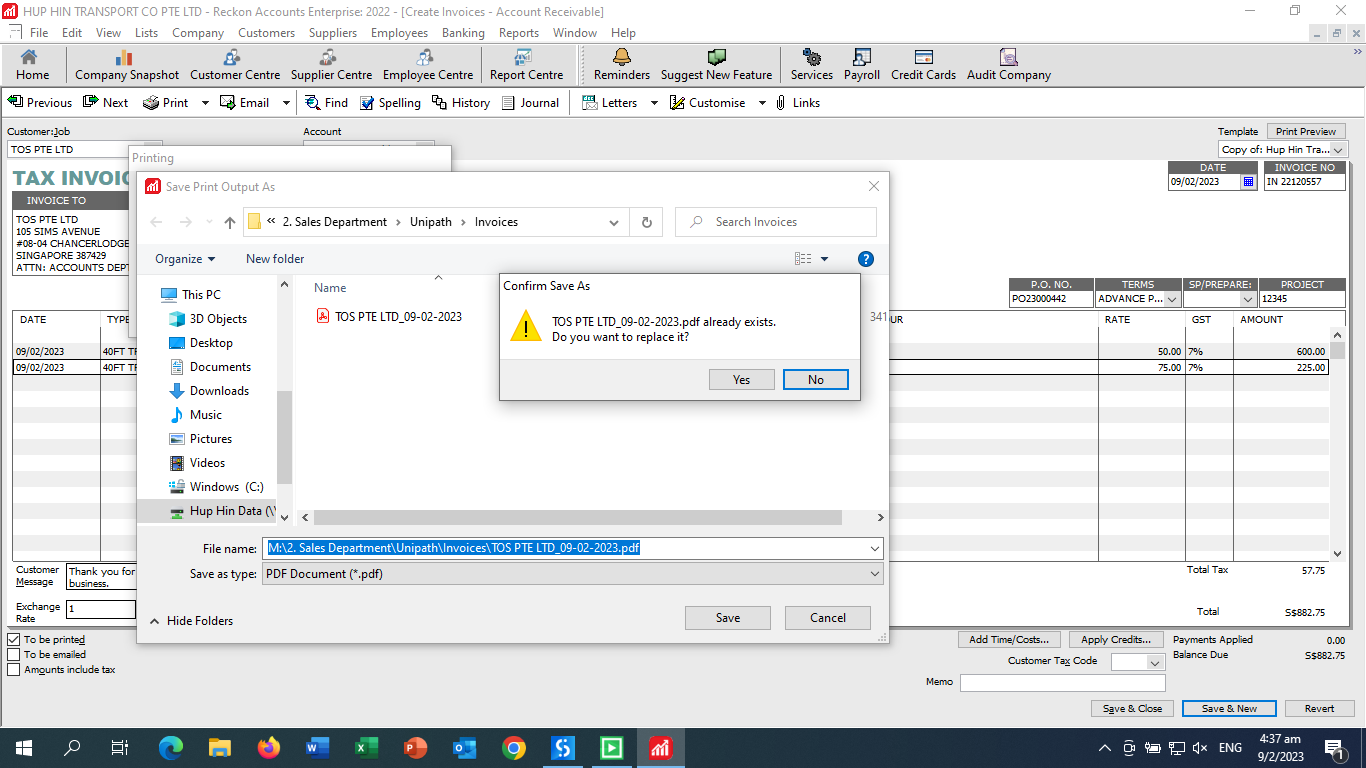 HUP HIN TRANSPORT CO PTE LTD - Reckon Accounts Enterprise: 2022 - [Create Invoices - Account Receivable]
File Edit View Lists Company Customers Suppliers Employees Banking Reports Window Help
Home Company Snapshot Customer Centre Supplier Centre Employee Centre Report Centre Reminders Suggest New Feature Services Payroll Credit Cards Audit Company
Previous Next Print Email Find Spelling History Journal Letters Customise Links
Customer:Job Account Template Print Preview
TOS PTE LTD Copy of: Hup Hin Tra...
Printing
TAX INVOIC
DATE INVOICE NO
09/02/2023 IN 22120557
INVOICE TO
TOS PTE LTD
105 SIMS AVENUE
#08-04 CHANCERLODGE
SINGAPORE 387429
ATTN: ACCOUNTS DEPT
Save Print Output As
« 2. Sales Department › Unipath › Invoices
Search Invoices
Organize New folder
This PC
3D Objects
Desktop
Documents
Downloads
Music
Pictures
Videos
Windows (C:)
Hup Hin Data (\\
Name
TOS PTE LTD_09-02-2023
341
Confirm Save As
TOS PTE LTD_09-02-2023.pdf already exists.
Do you want to replace it?
Yes No
File name: M:\2. Sales Department\Unipath\Invoices\TOS PTE LTD_09-02-2023.pdf
Save as type: PDF Document (*.pdf)
Hide Folders Save Cancel
P.O. NO. TERMS SP/PREPARE: PROJECT
PO23000442 ADVANCE P... 12345
DATE TYPE UR RATE GST AMOUNT
09/02/2023 40FT TR 50.00 7% 600.00
09/02/2023 40FT TR 75.00 7% 225.00
Customer Message Thank you for business.
Total Tax 57.75
Exchange Rate 1
Total S$882.75
To be printed
To be emailed
Amounts include tax
Add Time/Costs... Apply Credits... Payments Applied 0.00
Customer Tax Code Balance Due S$882.75
Memo
Save & Close Save & New Revert
ENG
4:37 am
9/2/2023
1